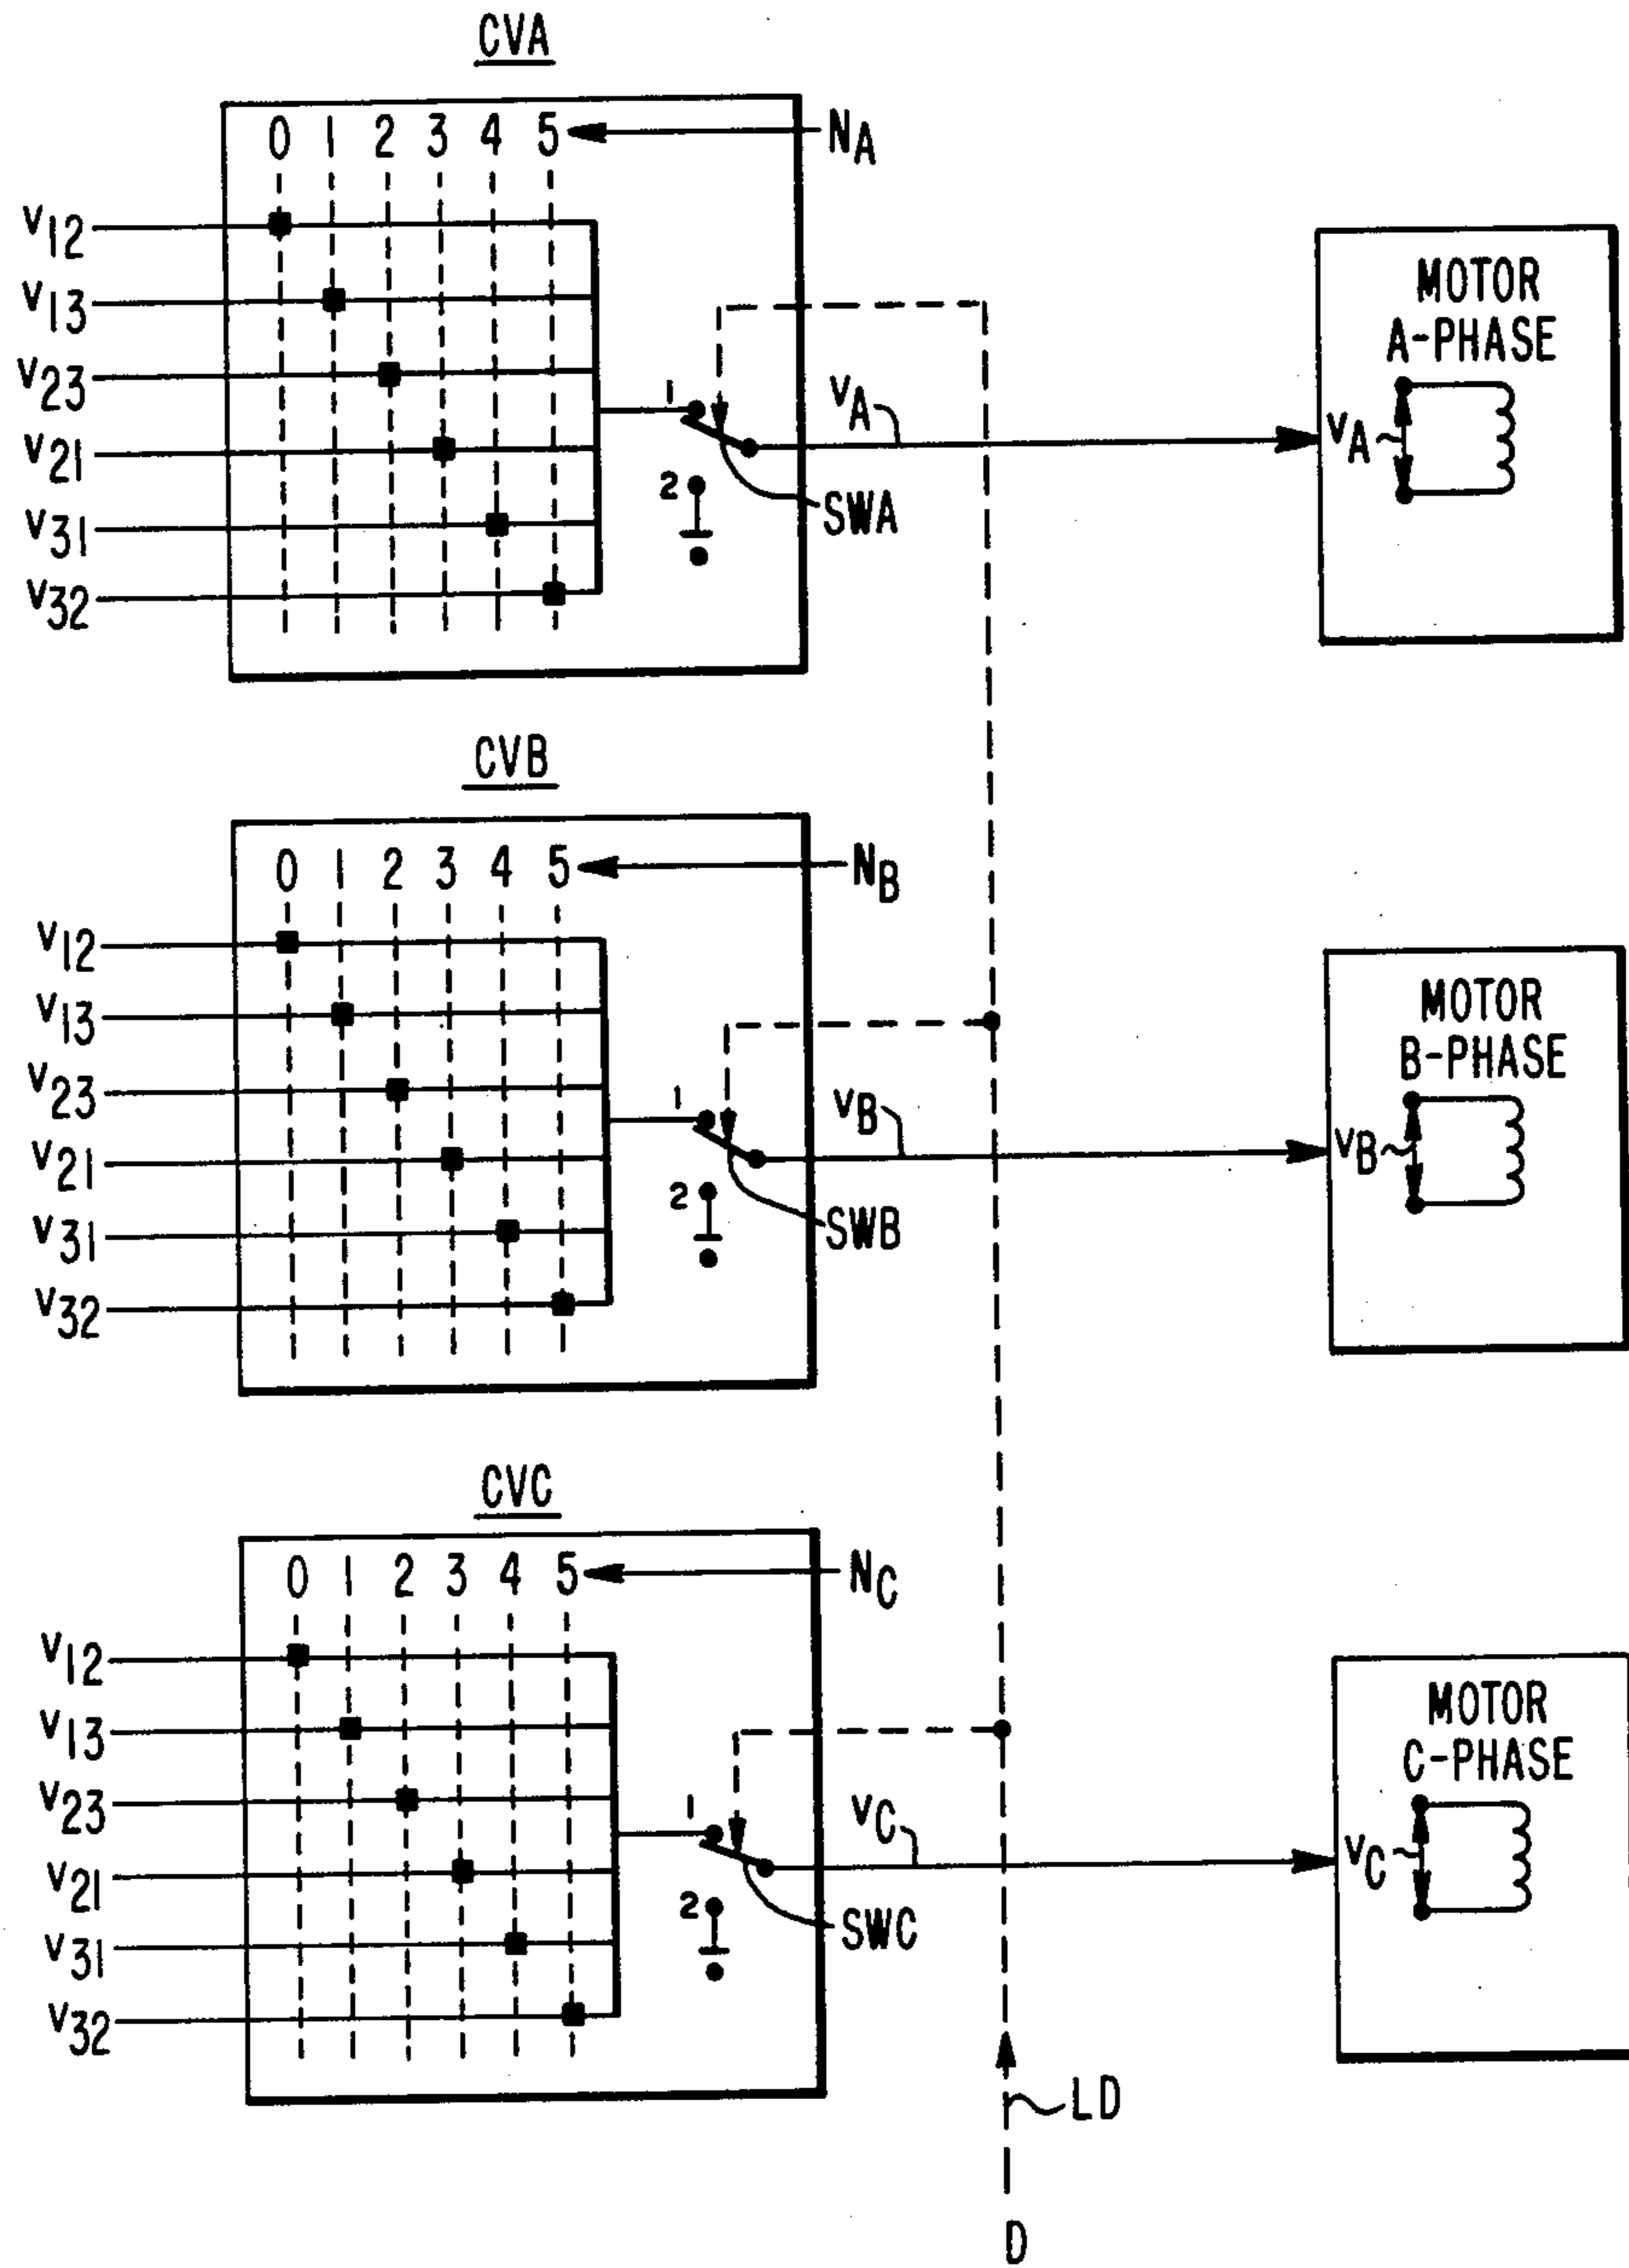 CVA
0 1 2 3 4 5
NA
v12
v13
v23
v21
v31
v32
1
2
vA
SWA
MOTOR
A-PHASE
vA
CVB
0 1 2 3 4 5
NB
v12
v13
v23
v21
v31
v32
1
2
vB
SWB
MOTOR
B-PHASE
vB
CVC
0 1 2 3 4 5
NC
v12
v13
v23
v21
v31
v32
1
2
vC
SWC
MOTOR
C-PHASE
vC
LD
D